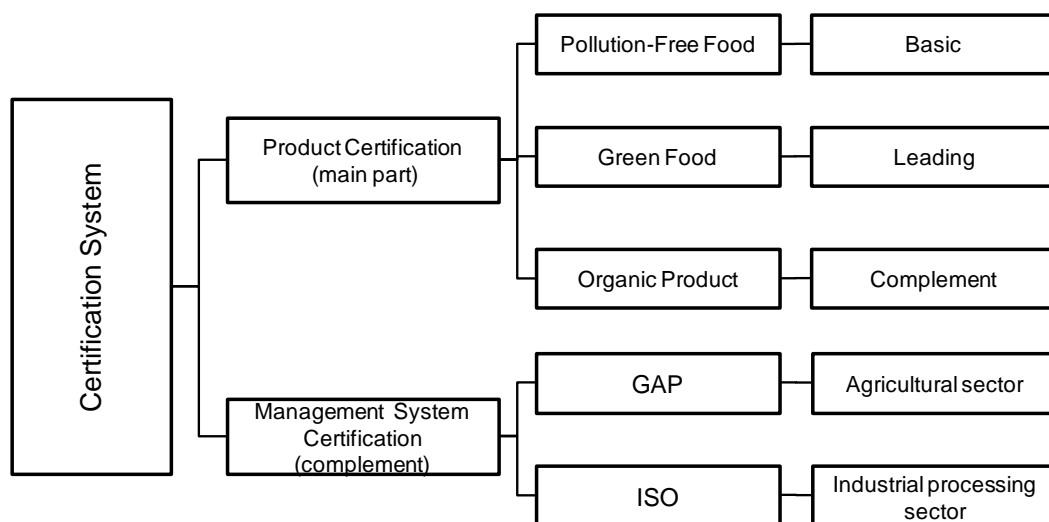 Certification System
Product Certification
(main part)
Management System
Certification
(complement)
Pollution-Free Food
Basic
Green Food
Leading
Organic Product
Complement
GAP
Agricultural sector
ISO
Industrial processing
sector